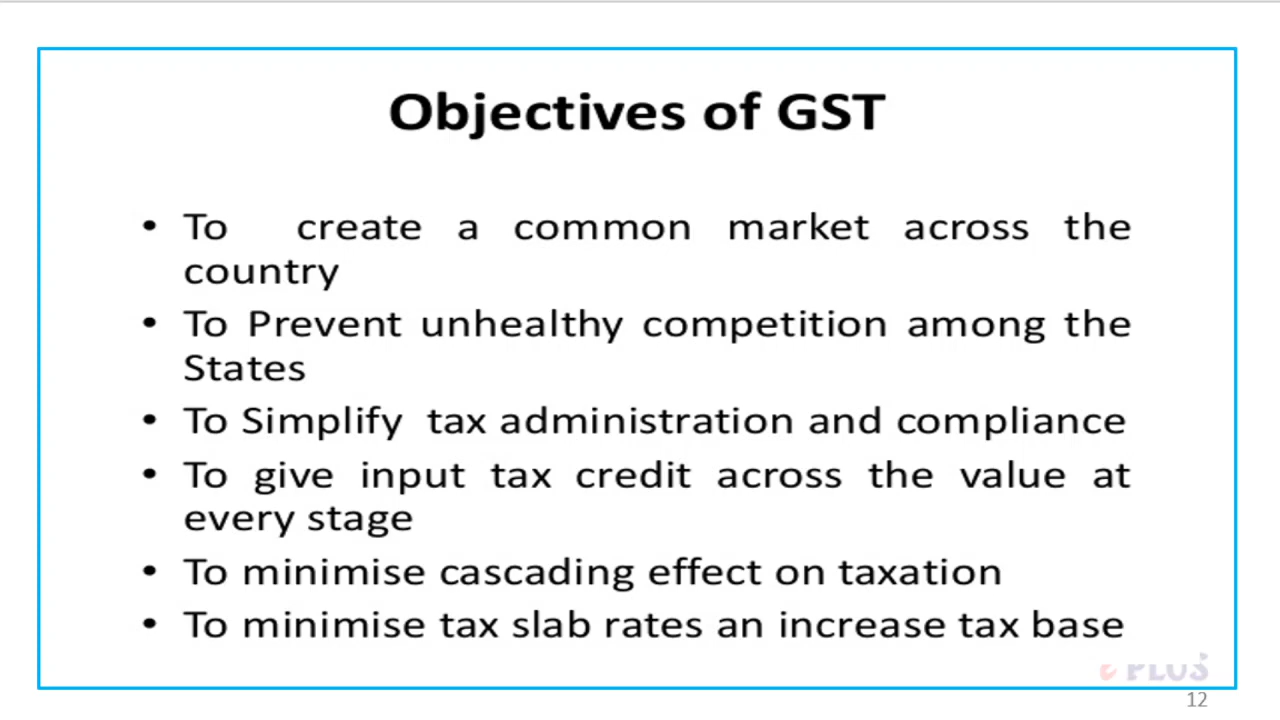 Objectives of GST
• To create a common market across the
country
• To Prevent unhealthy competition among the
States
• To Simplify tax administration and compliance
• To give input tax credit across the value at
every stage
• To minimise cascading effect on taxation
• To minimise tax slab rates an increase tax base
PLUS
12